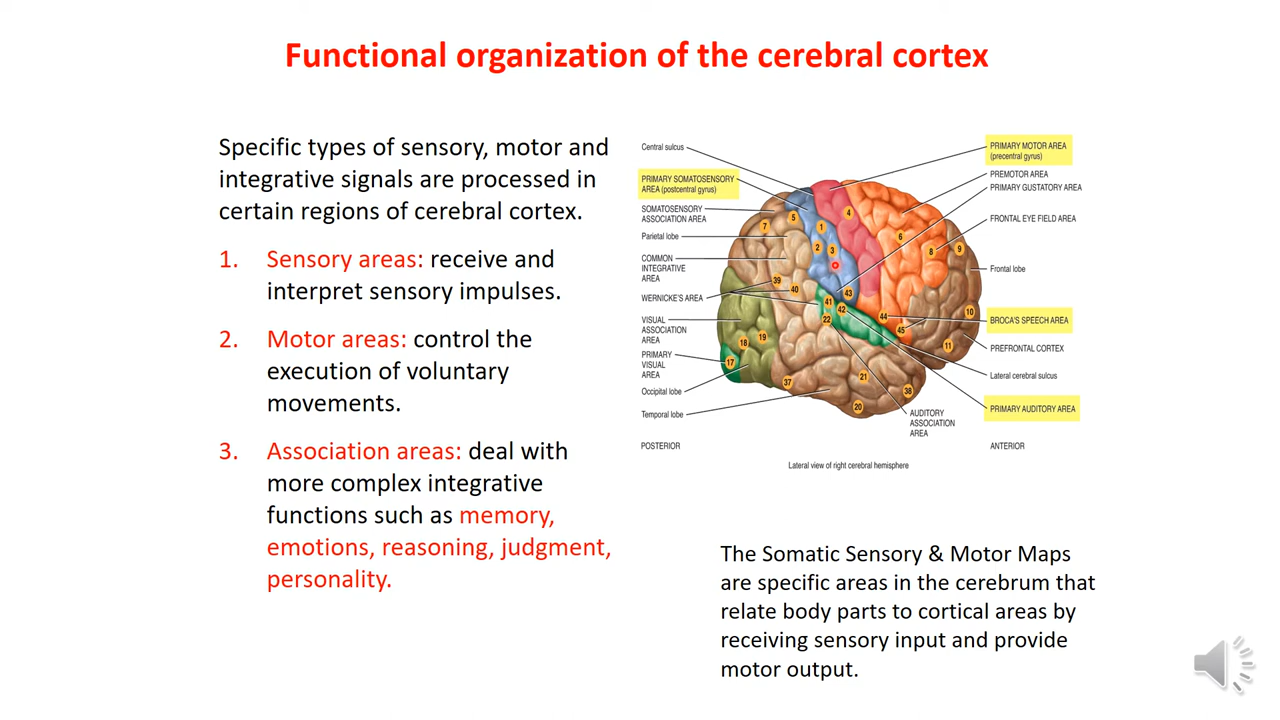 Functional organization of the cerebral cortex
Specific types of sensory, motor and
integrative signals are processed in
certain regions of cerebral cortex.
1. Sensory areas: receive and
interpret sensory impulses.
2. Motor areas: control the
execution of voluntary
movements.
3. Association areas: deal with
more complex integrative
functions such as memory,
emotions, reasoning, judgment,
personality.
Central sulcus
PRIMARY SOMATOSENSORY
AREA (postcentral gyrus)
SOMATOSENSORY
ASSOCIATION AREA
Parietal lobe
COMMON
INTEGRATIVE
AREA
WERNICKE'S AREA
VISUAL
ASSOCIATION
AREA
PRIMARY
VISUAL
AREA
Occipital lobe
Temporal lobe
POSTERIOR
5
7
1
2
3
4
6
8
9
39
40
43
41
42
22
44
45
10
11
19
18
17
37
21
38
20
PRIMARY MOTOR AREA
(precentral gyrus)
PREMOTOR AREA
PRIMARY GUSTATORY AREA
FRONTAL EYE FIELD AREA
Frontal lobe
BROCA'S SPEECH AREA
PREFRONTAL CORTEX
Lateral cerebral sulcus
PRIMARY AUDITORY AREA
AUDITORY
ASSOCIATION
AREA
ANTERIOR
Lateral view of right cerebral hemisphere
The Somatic Sensory & Motor Maps
are specific areas in the cerebrum that
relate body parts to cortical areas by
receiving sensory input and provide
motor output.